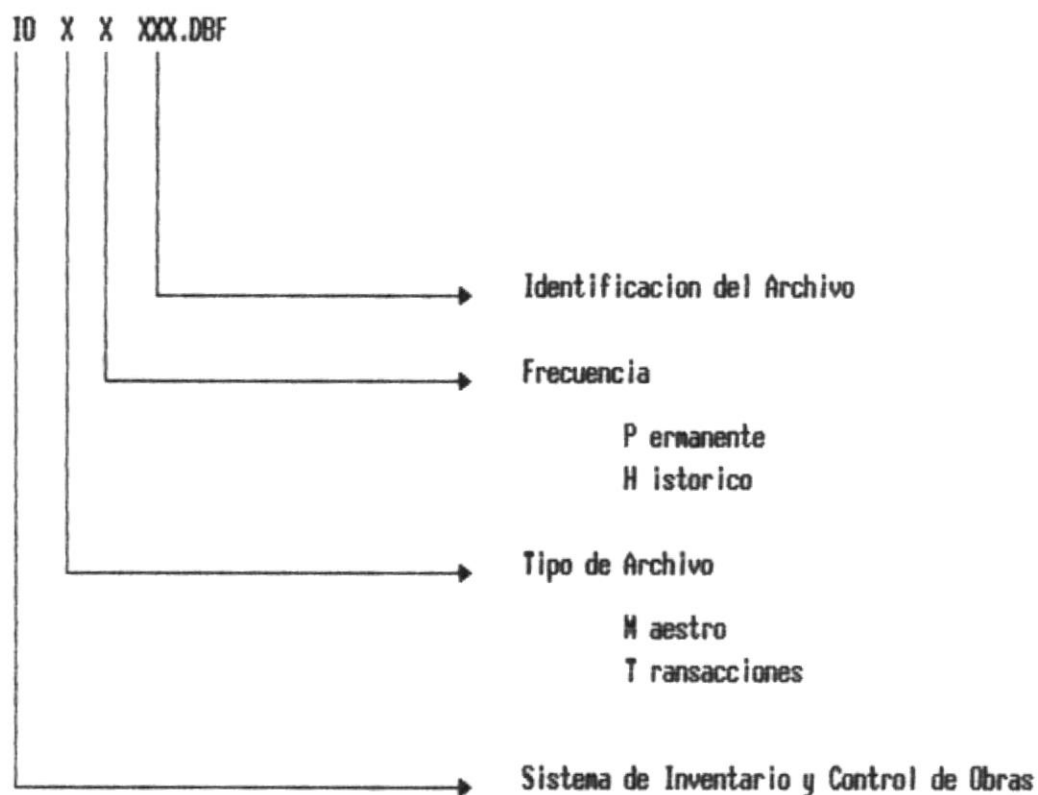 IO X X XXX.DBF
Identificacion del Archivo
Frecuencia
P ermanente
H istorico
Tipo de Archivo
M aestro
T ransacciones
Sistema de Inventario y Control de Obras